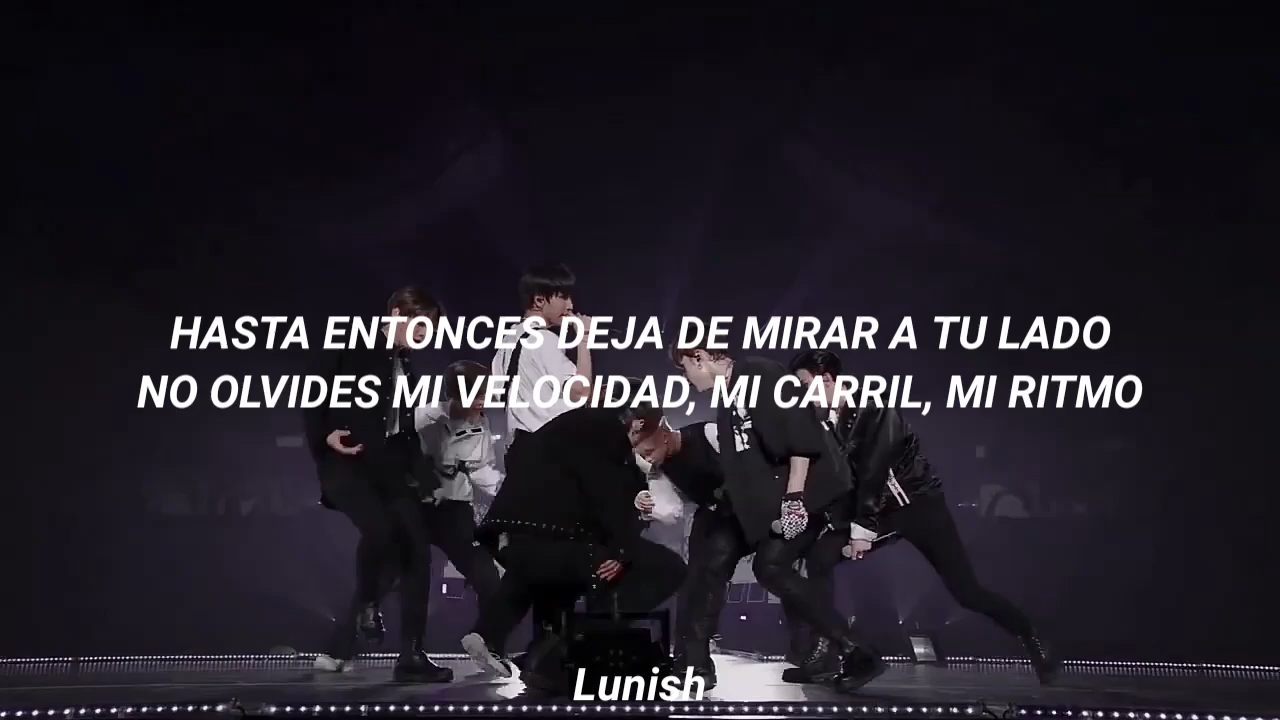 HASTA ENTONCES DEJA DE MIRAR A TU LADO
NO OLVIDES MI VELOCIDAD, MI CARRIL, MI RITMO
Lunish